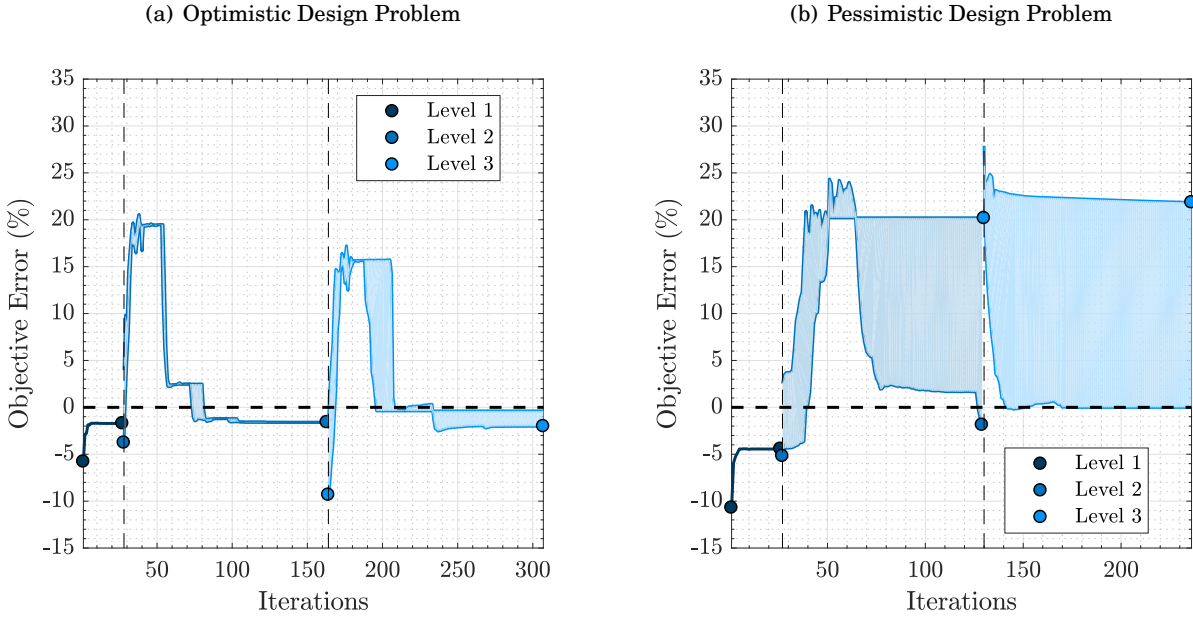 (a) Optimistic Design Problem
35
30
25
20
15
10
5
0
-5
-10
-15
Objective Error (%)
50
100
150
200
250
300
Iterations
Level 1
Level 2
Level 3
(b) Pessimistic Design Problem
35
30
25
20
15
10
5
0
-5
-10
-15
Objective Error (%)
50
100
150
200
Iterations
Level 1
Level 2
Level 3